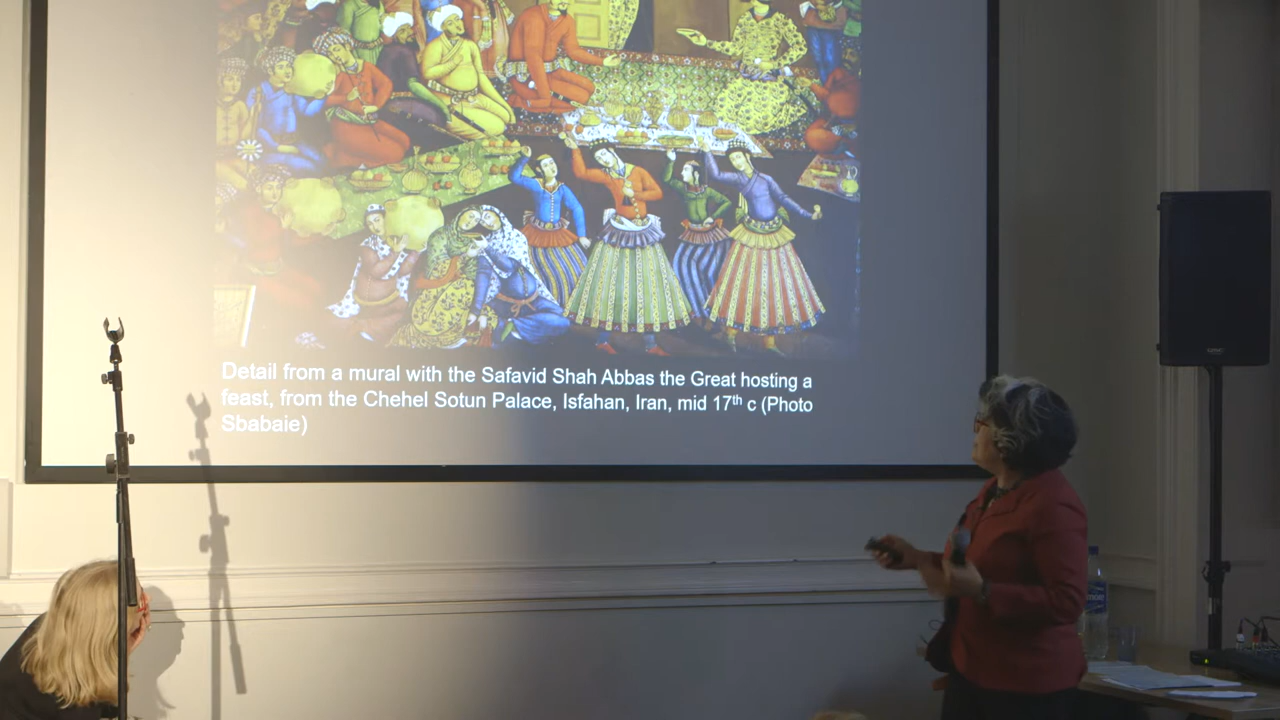 Detail from a mural with the Safavid Shah Abbas the Great hosting a
feast, from the Chehel Sotun Palace, Isfahan, Iran, mid 17th c (Photo
Sbabaie)